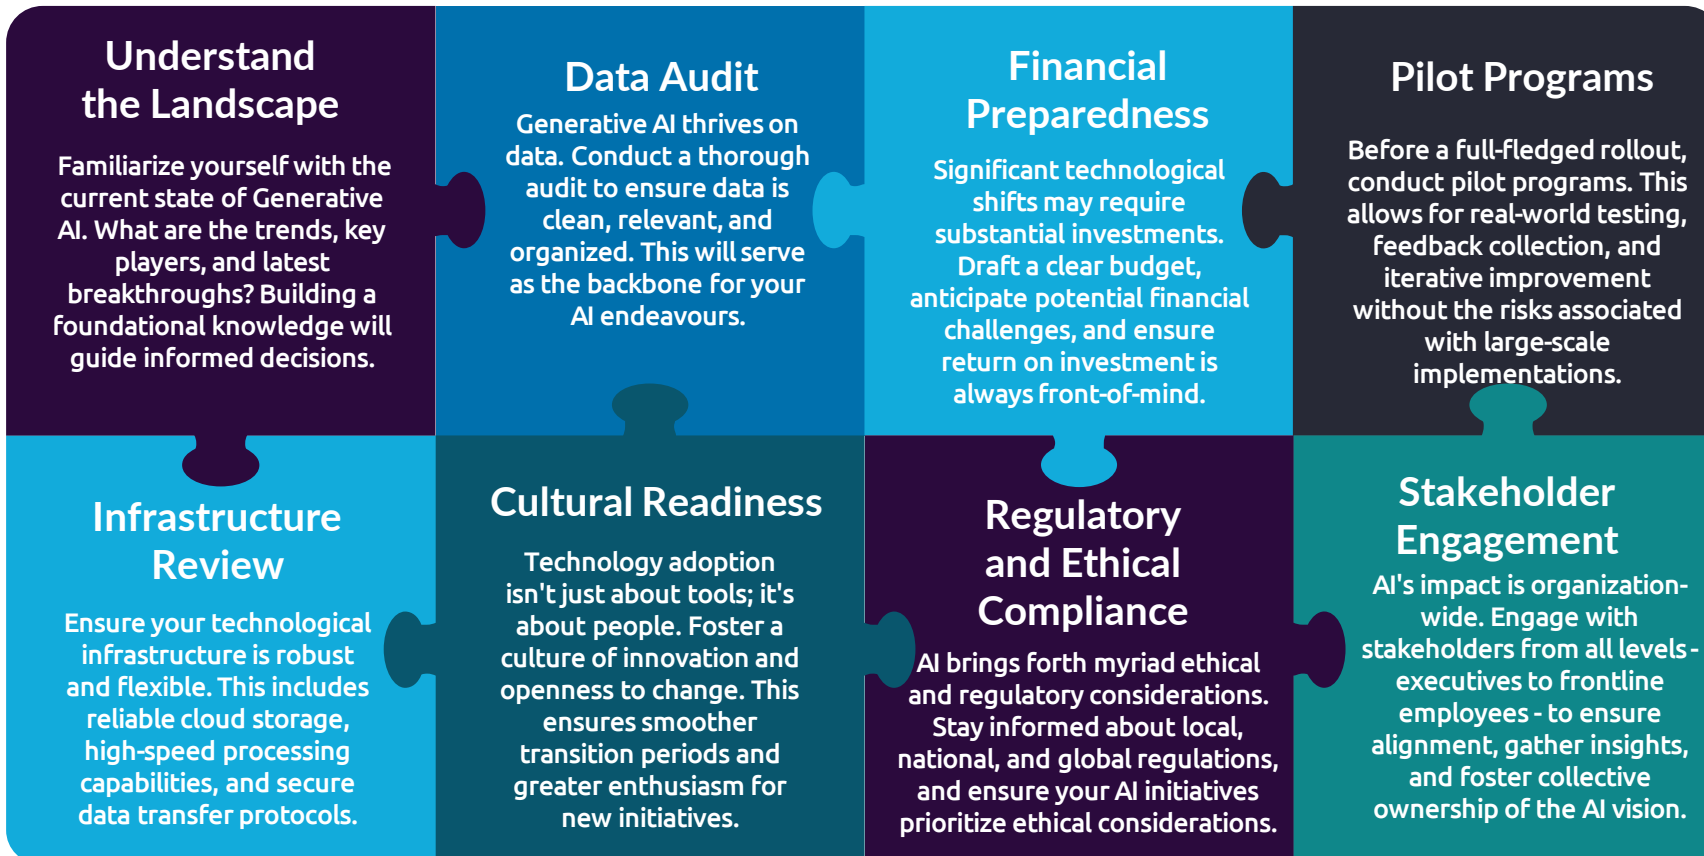 Understand
the Landscape
Familiarize yourself with the
current state of Generative
AI. What are the trends, key
players, and latest
breakthroughs? Building a
foundational knowledge will
guide informed decisions.
Data Audit
Generative AI thrives on
data. Conduct a thorough
audit to ensure data is
clean, relevant, and
organized. This will serve
as the backbone for your
AI endeavours.
Financial
Preparedness
Significant technological
shifts may require
substantial investments.
Draft a clear budget,
anticipate potential financial
challenges, and ensure
return on investment is
always front-of-mind.
Pilot Programs
Before a full-fledged rollout,
conduct pilot programs. This
allows for real-world testing,
feedback collection, and
iterative improvement
without the risks associated
with large-scale
implementations.
Infrastructure
Review
Ensure your technological
infrastructure is robust
and flexible. This includes
reliable cloud storage,
high-speed processing
capabilities, and secure
data transfer protocols.
Cultural Readiness
Technology adoption
isn't just about tools; it's
about people. Foster a
culture of innovation and
openness to change. This
ensures smoother
transition periods and
greater enthusiasm for
new initiatives.
Regulatory
and Ethical
Compliance
AI brings forth myriad ethical
and regulatory considerations.
Stay informed about local,
national, and global regulations,
and ensure your AI initiatives
prioritize ethical considerations.
Stakeholder
Engagement
AI's impact is organization-
wide. Engage with
stakeholders from all levels -
executives to frontline
employees - to ensure
alignment, gather insights,
and foster collective
ownership of the AI vision.